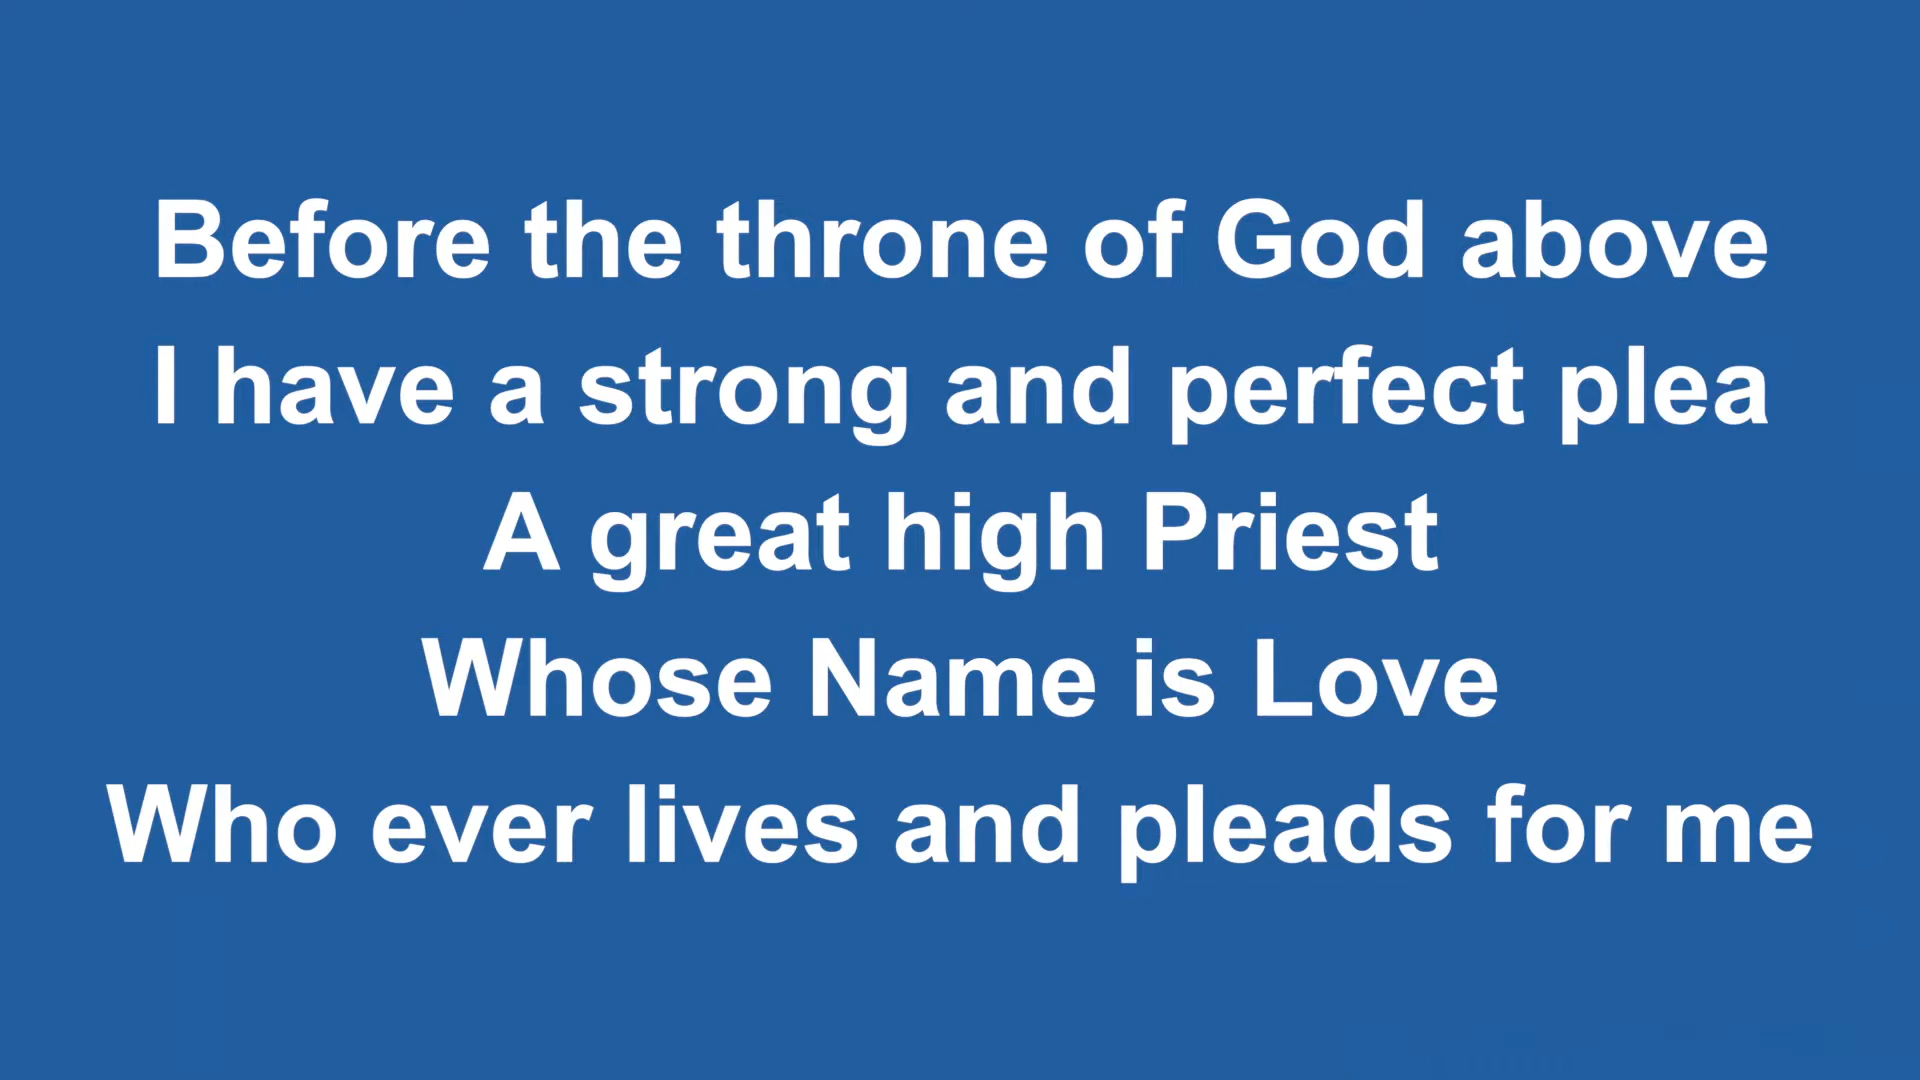 Before the throne of God above
I have a strong and perfect plea
A great high Priest
Whose Name is Love
Who ever lives and pleads for me